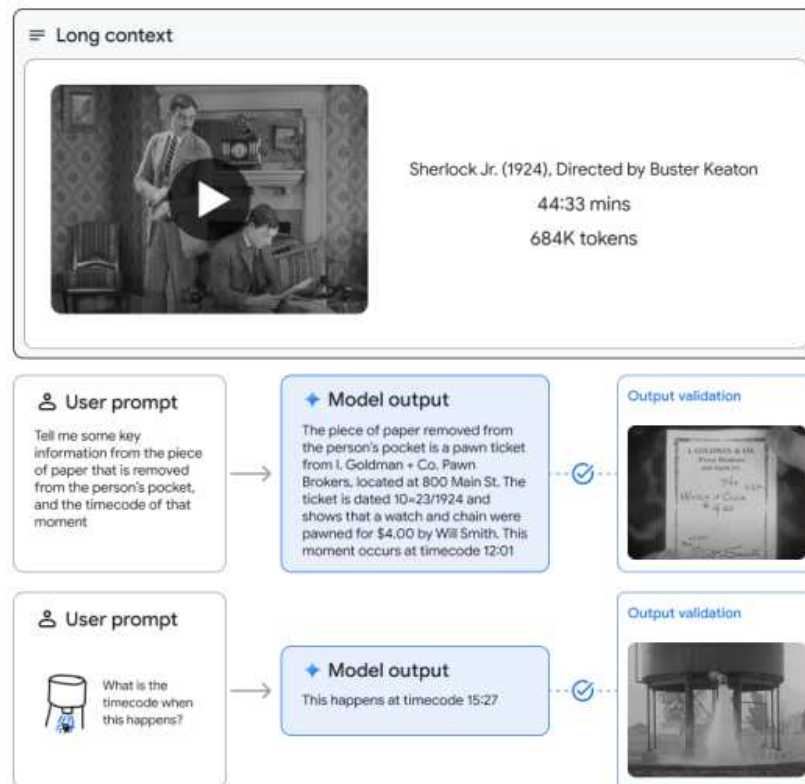 Long context
Sherlock Jr. (1924), Directed by Buster Keaton
44:33 mins
684K tokens
User prompt
Tell me some key
information from the piece
of paper that is removed
from the person's pocket,
and the timecode of that
moment
Model output
The piece of paper removed from
the person's pocket is a pawn ticket
from I. Goldman + Co. Pawn
Brokers, located at 800 Main St. The
ticket is dated 10=23/1924 and
shows that a watch and chain were
pawned for $4.00 by Will Smith. This
moment occurs at timecode 12:01
Output validation
I. GOLDMAN & CO.
Pawn Brokers
User prompt
What is the
timecode when
this happens?
Model output
This happens at timecode 15:27
Output validation